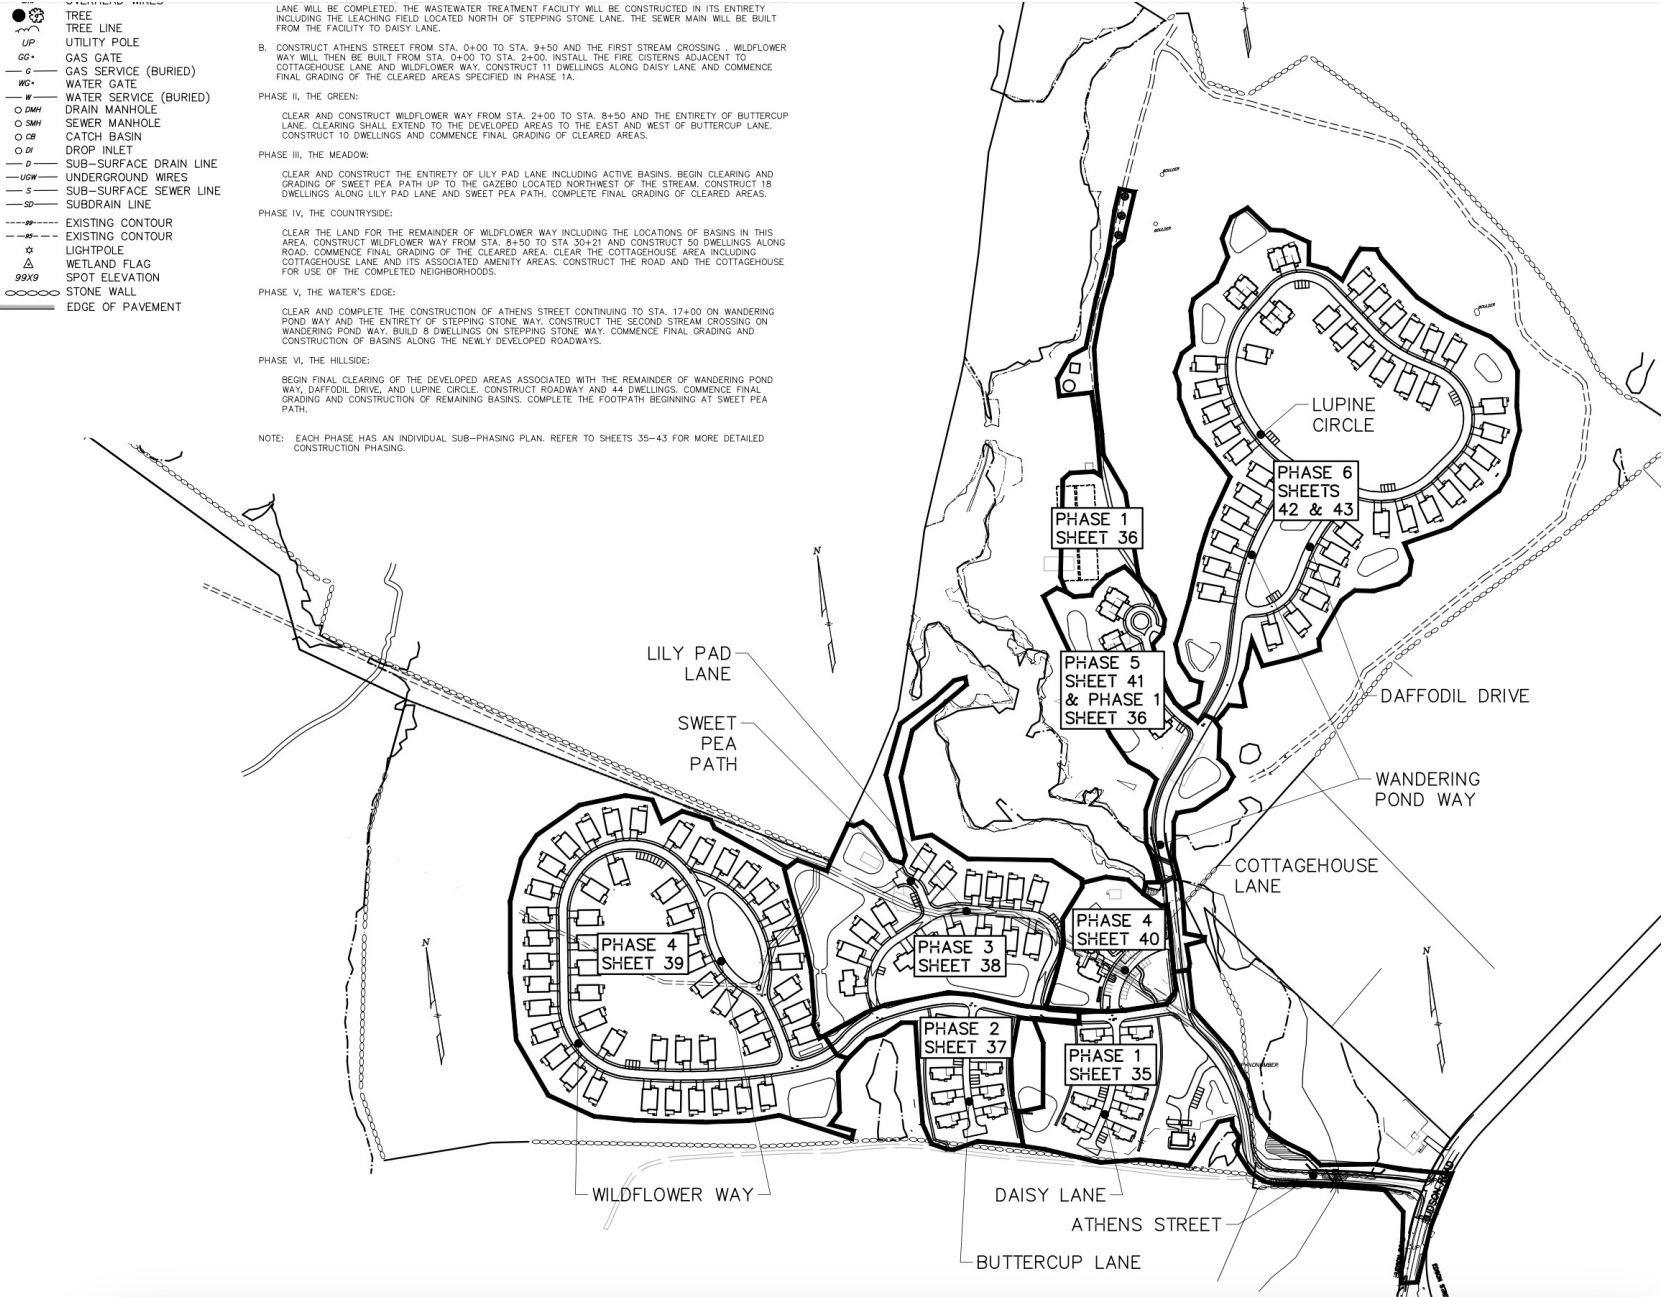 OVERHEAD WIRES
TREE
TREE LINE
UP UTILITY POLE
GG GAS GATE
G GAS SERVICE (BURIED)
WG WATER GATE
W WATER SERVICE (BURIED)
DMH DRAIN MANHOLE
SMH SEWER MANHOLE
CB CATCH BASIN
DI DROP INLET
D SUB-SURFACE DRAIN LINE
UGW UNDERGROUND WIRES
S SUB-SURFACE SEWER LINE
SD SUBDRAIN LINE
99 EXISTING CONTOUR
95 EXISTING CONTOUR
LIGHTPOLE
WETLAND FLAG
99X9 SPOT ELEVATION
STONE WALL
EDGE OF PAVEMENT
LANE WILL BE COMPLETED. THE WASTEWATER TREATMENT FACILITY WILL BE CONSTRUCTED IN ITS ENTIRETY
INCLUDING THE LEACHING FIELD LOCATED NORTH OF STEPPING STONE LANE. THE SEWER MAIN WILL BE BUILT
FROM THE FACILITY TO DAISY LANE.
B. CONSTRUCT ATHENS STREET FROM STA. 0+00 TO STA. 9+50 AND THE FIRST STREAM CROSSING . WILDFLOWER
WAY WILL THEN BE BUILT FROM STA. 0+00 TO STA. 2+00. INSTALL THE FIRE CISTERNS ADJACENT TO
COTTAGEHOUSE LANE AND WILDFLOWER WAY. CONSTRUCT 11 DWELLINGS ALONG DAISY LANE AND COMMENCE
FINAL GRADING OF THE CLEARED AREAS SPECIFIED IN PHASE 1A.
PHASE II, THE GREEN:
CLEAR AND CONSTRUCT WILDFLOWER WAY FROM STA. 2+00 TO STA. 8+50 AND THE ENTIRETY OF BUTTERCUP
LANE. CLEARING SHALL EXTEND TO THE DEVELOPED AREAS TO THE EAST AND WEST OF BUTTERCUP LANE.
CONSTRUCT 10 DWELLINGS AND COMMENCE FINAL GRADING OF CLEARED AREAS.
PHASE III, THE MEADOW:
CLEAR AND CONSTRUCT THE ENTIRETY OF LILY PAD LANE INCLUDING ACTIVE BASINS. BEGIN CLEARING AND
GRADING OF SWEET PEA PATH UP TO THE GAZEBO LOCATED NORTHWEST OF THE STREAM. CONSTRUCT 18
DWELLINGS ALONG LILY PAD LANE AND SWEET PEA PATH. COMPLETE FINAL GRADING OF CLEARED AREAS.
PHASE IV, THE COUNTRYSIDE:
CLEAR THE LAND FOR THE REMAINDER OF WILDFLOWER WAY INCLUDING THE LOCATIONS OF BASINS IN THIS
AREA. CONSTRUCT WILDFLOWER WAY FROM STA. 8+50 TO STA 30+21 AND CONSTRUCT 50 DWELLINGS ALONG
ROAD. COMMENCE FINAL GRADING OF THE CLEARED AREA. CLEAR THE COTTAGEHOUSE AREA INCLUDING
COTTAGEHOUSE LANE AND ITS ASSOCIATED AMENITY AREAS. CONSTRUCT THE ROAD AND THE COTTAGEHOUSE
FOR USE OF THE COMPLETED NEIGHBORHOODS.
PHASE V, THE WATER'S EDGE:
CLEAR AND COMPLETE THE CONSTRUCTION OF ATHENS STREET CONTINUING TO STA. 17+00 ON WANDERING
POND WAY AND THE ENTIRETY OF STEPPING STONE WAY. CONSTRUCT THE SECOND STREAM CROSSING ON
WANDERING POND WAY. BUILD 8 DWELLINGS ON STEPPING STONE WAY. COMMENCE FINAL GRADING AND
CONSTRUCTION OF BASINS ALONG THE NEWLY DEVELOPED ROADWAYS.
PHASE VI, THE HILLSIDE:
BEGIN FINAL CLEARING OF THE DEVELOPED AREAS ASSOCIATED WITH THE REMAINDER OF WANDERING POND
WAY, DAFFODIL DRIVE, AND LUPINE CIRCLE. CONSTRUCT ROADWAY AND 44 DWELLINGS. COMMENCE FINAL
GRADING AND CONSTRUCTION OF REMAINING BASINS. COMPLETE THE FOOTPATH BEGINNING AT SWEET PEA
PATH.
NOTE: EACH PHASE HAS AN INDIVIDUAL SUB-PHASING PLAN. REFER TO SHEETS 35-43 FOR MORE DETAILED
CONSTRUCTION PHASING.
BOULDER
BOULDER
BOULDER
LUPINE
CIRCLE
PHASE 6
SHEETS
42 & 43
PHASE 1
SHEET 36
N
LILY PAD
LANE
PHASE 5
SHEET 41
& PHASE 1
SHEET 36
DAFFODIL DRIVE
SWEET
PEA
PATH
WANDERING
POND WAY
COTTAGEHOUSE
LANE
PHASE 4
SHEET 40
PHASE 4
SHEET 39
PHASE 3
SHEET 38
N
N
PHASE 2
SHEET 37
PHASE 1
SHEET 35
WILDFLOWER WAY
DAISY LANE
ATHENS STREET
BUTTERCUP LANE